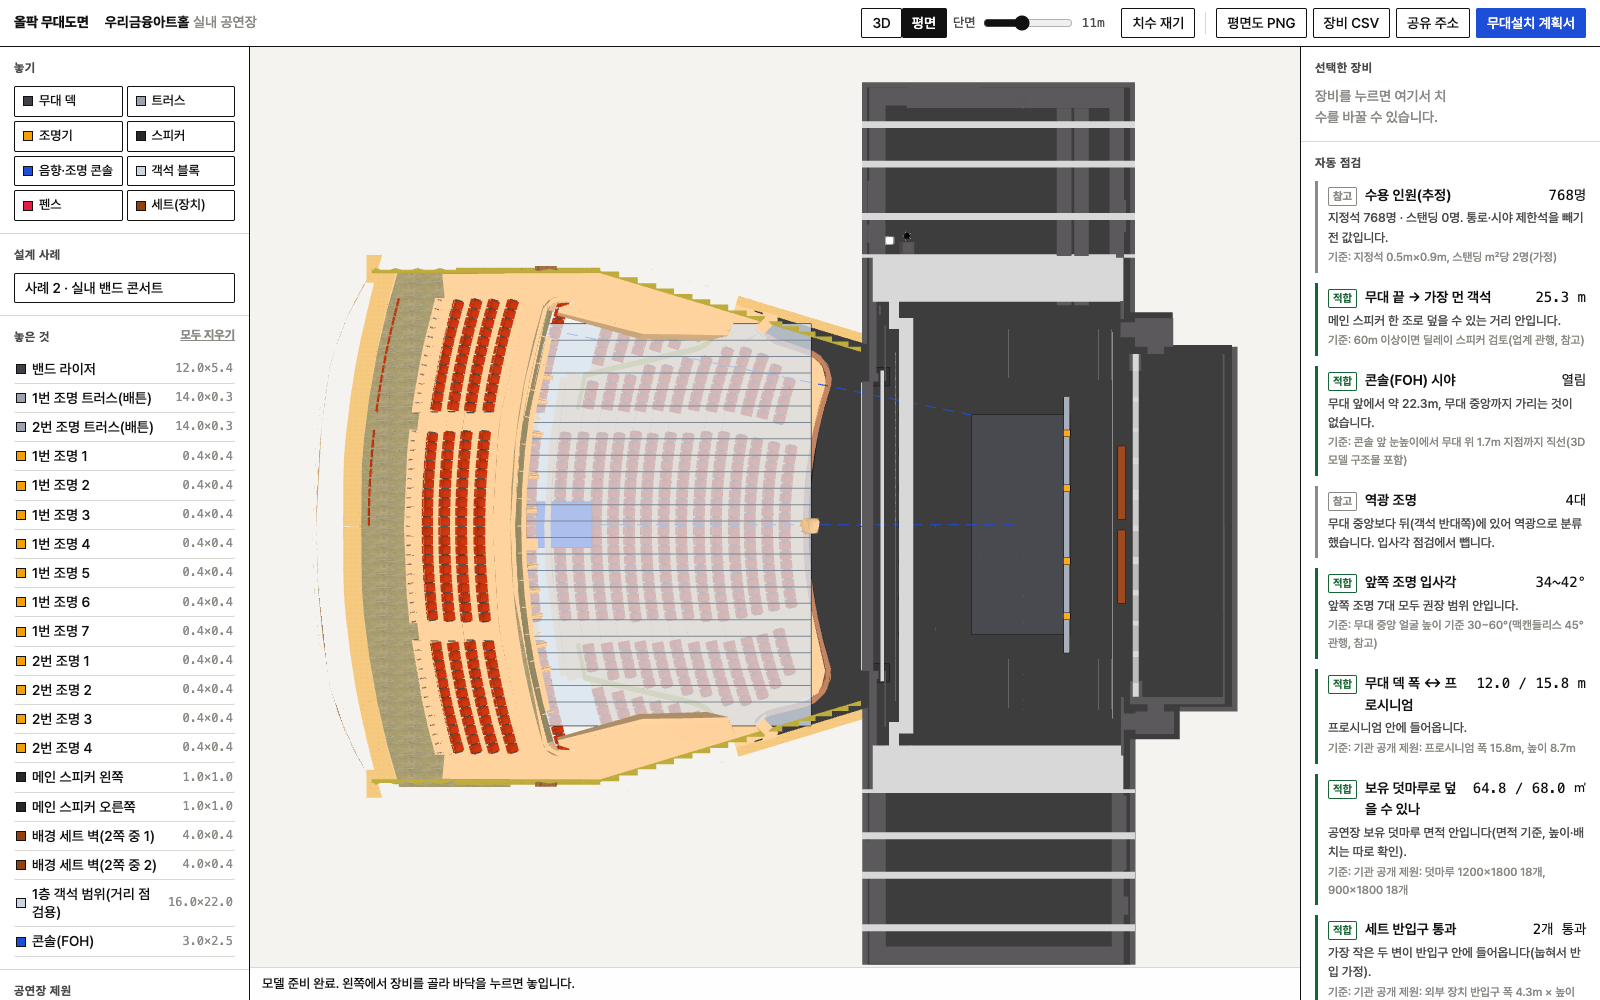 올팍 무대도면 우리금융아트홀 실내 공연장
3D 평면 단면 11m 치수 재기 평면도 PNG 장비 CSV 공유 주소 무대설치 계획서
놓기
무대 덱 트러스
조명기 스피커
음향·조명 콘솔 객석 블록
펜스 세트(장치)
설계 사례
사례 2 · 실내 밴드 콘서트
놓은 것 모두 지우기
밴드 라이저 12.0×5.4
1번 조명 트러스(배튼) 14.0×0.3
2번 조명 트러스(배튼) 14.0×0.3
1번 조명 1 0.4×0.4
1번 조명 2 0.4×0.4
1번 조명 3 0.4×0.4
1번 조명 4 0.4×0.4
1번 조명 5 0.4×0.4
1번 조명 6 0.4×0.4
1번 조명 7 0.4×0.4
2번 조명 1 0.4×0.4
2번 조명 2 0.4×0.4
2번 조명 3 0.4×0.4
2번 조명 4 0.4×0.4
메인 스피커 왼쪽 1.0×1.0
메인 스피커 오른쪽 1.0×1.0
배경 세트 벽(2쪽 중 1) 4.0×0.4
배경 세트 벽(2쪽 중 2) 4.0×0.4
1층 객석 범위(거리 점
검용) 16.0×22.0
콘솔(FOH) 3.0×2.5
공연장 제원
모델 준비 완료. 왼쪽에서 장비를 골라 바닥을 누르면 놓입니다.
선택한 장비
장비를 누르면 여기서 치
수를 바꿀 수 있습니다.
자동 점검
참고 수용 인원(추정) 768명
지정석 768명 · 스탠딩 0명. 통로·시야 제한석을 빼기
전 값입니다.
기준: 지정석 0.5m×0.9m, 스탠딩 m²당 2명(가정)
적합 무대 끝 → 가장 먼 객석 25.3 m
메인 스피커 한 조로 덮을 수 있는 거리 안입니다.
기준: 60m 이상이면 딜레이 스피커 검토(업계 관행, 참고)
적합 콘솔(FOH) 시야 열림
무대 앞에서 약 22.3m, 무대 중앙까지 가리는 것이
없습니다.
기준: 콘솔 앞 눈높이에서 무대 위 1.7m 지점까지 직선(3D
모델 구조물 포함)
참고 역광 조명 4대
무대 중앙보다 뒤(객석 반대쪽)에 있어 역광으로 분류
했습니다. 입사각 점검에서 뺍니다.
적합 앞쪽 조명 입사각 34~42°
앞쪽 조명 7대 모두 권장 범위 안입니다.
기준: 무대 중앙 얼굴 높이 기준 30–60°(맥캔들리스 45°
관행, 참고)
적합 무대 덱 폭 ↔ 프
로시니엄 12.0 / 15.8 m
프로시니엄 안에 들어옵니다.
기준: 기관 공개 제원: 프로시니엄 폭 15.8m, 높이 8.7m
적합 보유 덧마루로 덮
을 수 있나 64.8 / 68.0 ㎡
공연장 보유 덧마루 면적 안입니다(면적 기준, 높이·배
치는 따로 확인).
기준: 기관 공개 제원: 덧마루 1200×1800 18개,
900×1800 18개
적합 세트 반입구 통과 2개 통과
가장 작은 두 변이 반입구 안에 들어옵니다(눕혀서 반
입 가정).
기준: 기관 공개 제원: 외부 장치 반입구 폭 4.3m × 높이